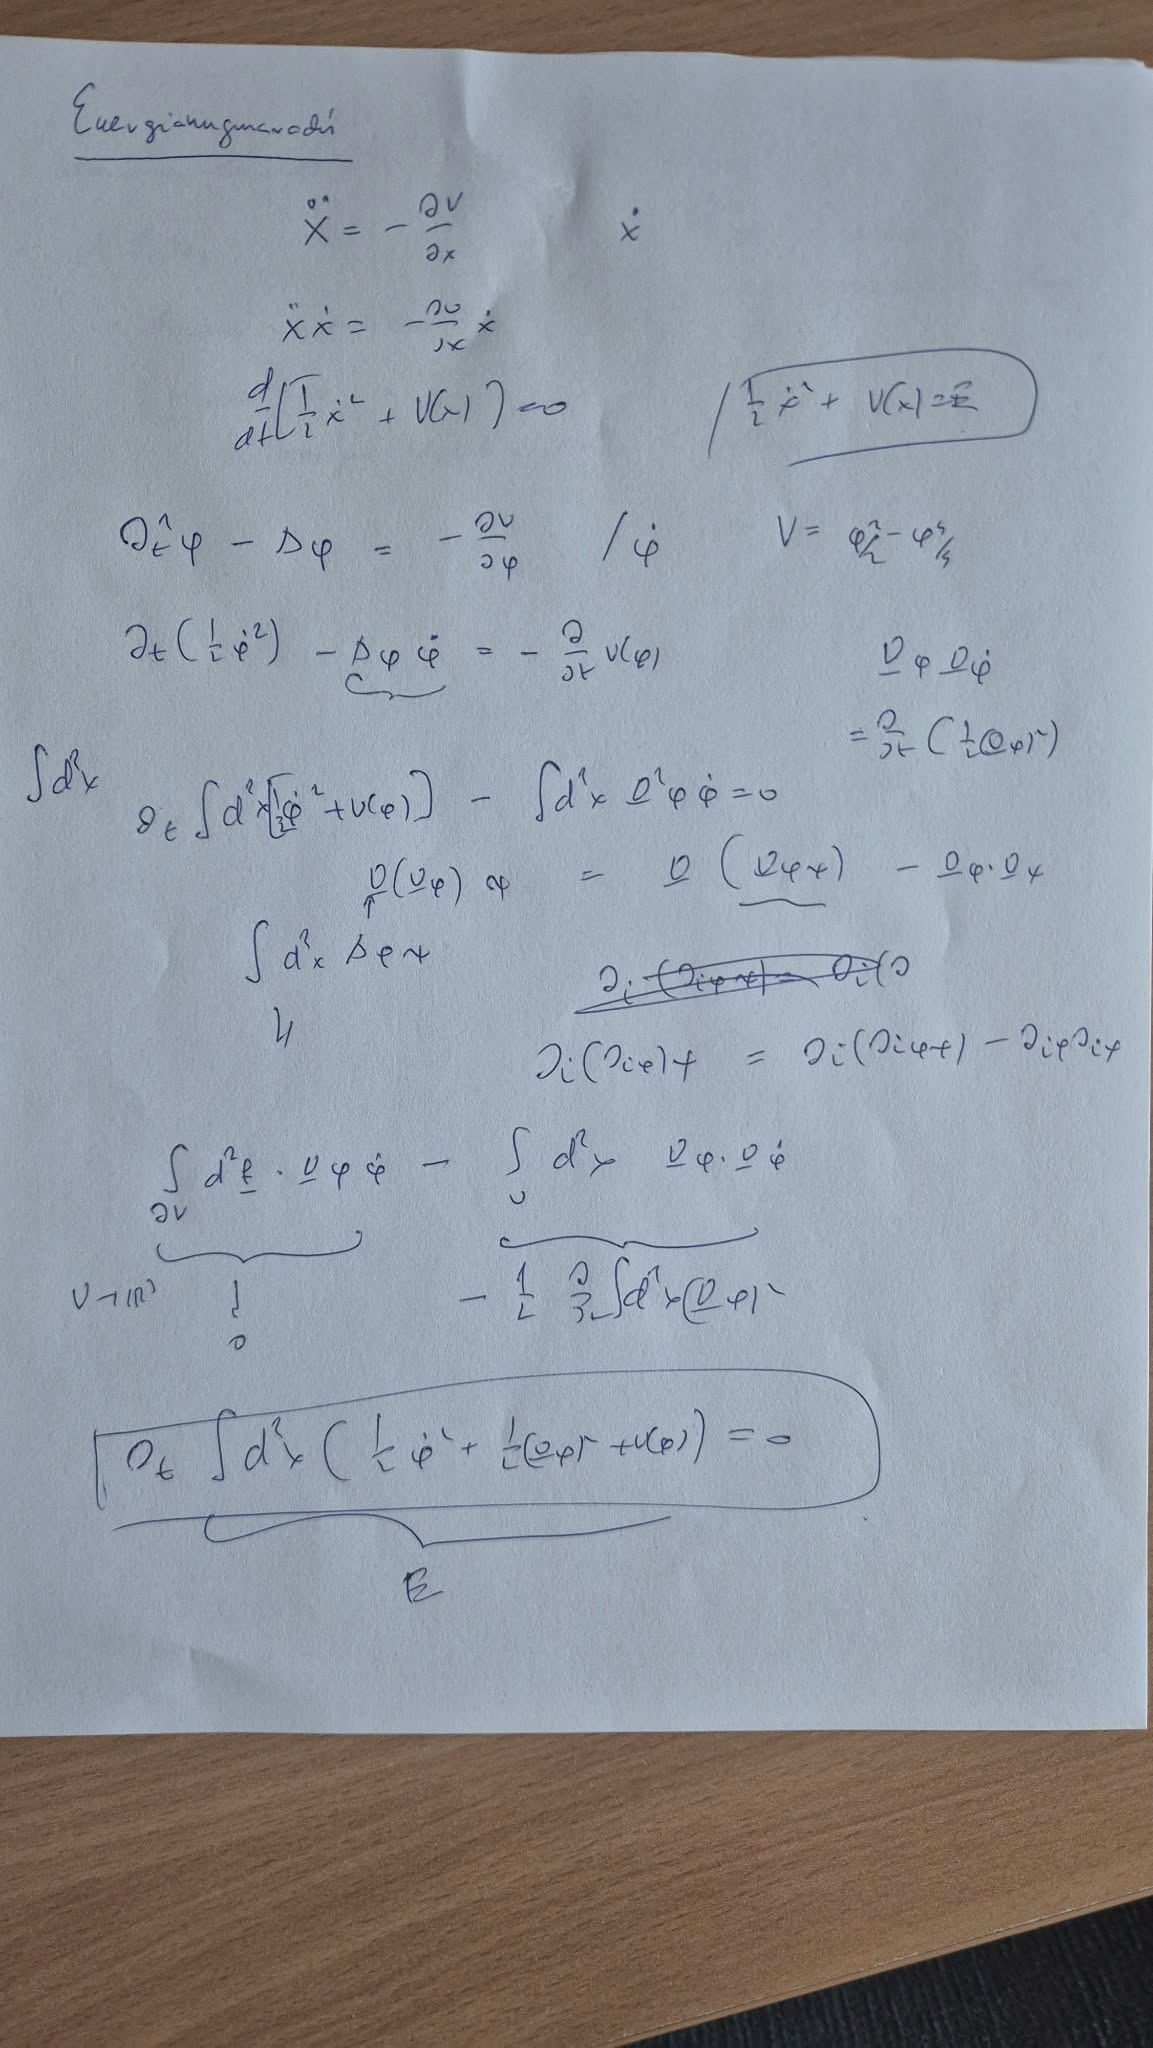 Energiamegmaradás
ẍ = - ∂V/∂x      ẋ
ẍẋ = - ∂V/∂x ẋ
d/dt [1/2 ẋ² + V(x)] = 0      / 1/2 ẋ² + V(x) = E
∂ₜ²φ - Δφ = - ∂V/∂φ   / φ̇      V = φ²/2 - φ⁴/4
∂ₜ(1/2 φ̇²) - Δφ φ̇ = - ∂/∂t V(φ)      ∇φ ∇φ̇
= ∂/∂t (1/2 (∇φ)²)
∫d³x
∂ₜ ∫d³x [1/2 φ̇² + V(φ)] - ∫d³x ∇²φ φ̇ = 0
∇(∇φ) ψ = ∇ (∇φψ) - ∇φ·∇ψ
∫d³x Δφψ
∂ᵢ(∂ᵢφ)ψ = ∂ᵢ(∂ᵢφψ) - ∂ᵢφ∂ᵢψ
∫ d²f · ∇φ φ̇ - ∫ d³x ∇φ·∇φ̇
∂V      V
V→ℝ³   ↓   - 1/2 ∂/∂t ∫d³x(∇φ)²
0
∂ₜ ∫d³x (1/2 φ̇² + 1/2(∇φ)² + V(φ)) = 0
E